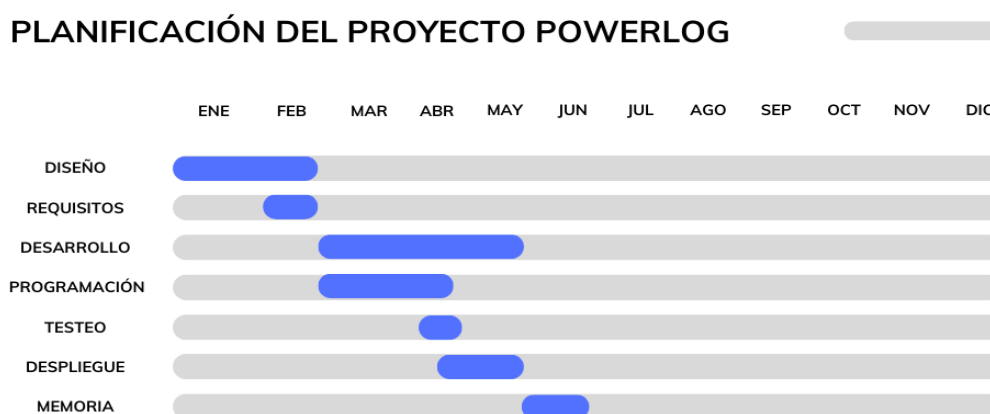 PLANIFICACIÓN DEL PROYECTO POWERLOG
ENE FEB MAR ABR MAY JUN JUL AGO SEP OCT NOV DIC
DISEÑO
REQUISITOS
DESARROLLO
PROGRAMACIÓN
TESTEO
DESPLIEGUE
MEMORIA